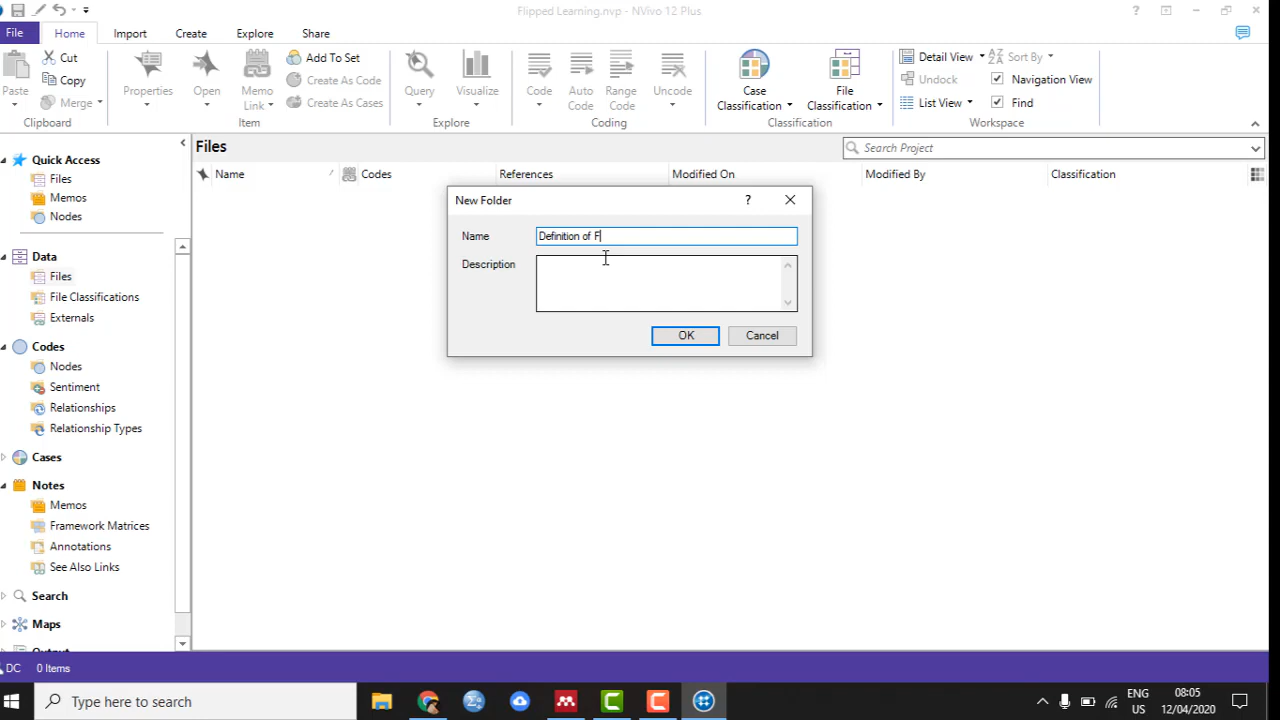 Flipped Learning.nvp - NVivo 12 Plus
File
Home
Import
Create
Explore
Share
Cut
Copy
Paste
Merge
Clipboard
Properties
Open
Memo Link
Add To Set
Create As Code
Create As Cases
Item
Query
Visualize
Explore
Code
Auto Code
Range Code
Uncode
Coding
Case Classification
File Classification
Classification
Detail View
Sort By
Undock
Navigation View
List View
Find
Workspace
Quick Access
Files
Memos
Nodes
Data
Files
File Classifications
Externals
Codes
Nodes
Sentiment
Relationships
Relationship Types
Cases
Notes
Memos
Framework Matrices
Annotations
See Also Links
Search
Maps
Files
Search Project
Name
Codes
References
Modified On
Modified By
Classification
New Folder
?
Name
Definition of F
Description
OK
Cancel
DC
0 Items
Type here to search
ENG
US
08:05
12/04/2020